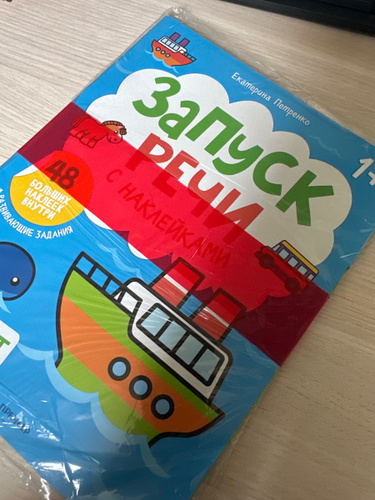 Екатерина Петренко
ЗаПуСК
РЕЧИ
С НАКЛЕЙКАМИ
1+
48
БОЛЬШИХ
НАКЛЕЕК
ВНУТРИ
РАЗВИВАЮЩИЕ ЗАДАНИЯ